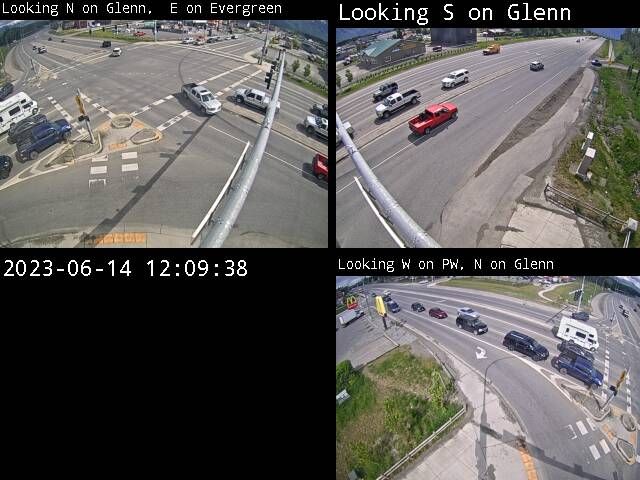 Looking N on Glenn,  E on Evergreen
Looking S on Glenn
2023-06-14 12:09:38
Looking W on PW, N on Glenn